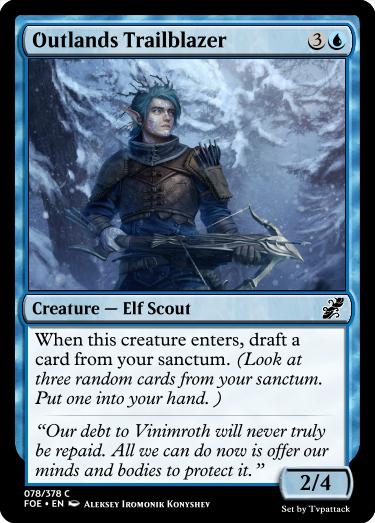 Outlands Trailblazer 3
Creature — Elf Scout
When this creature enters, draft a
card from your sanctum. (Look at
three random cards from your sanctum.
Put one into your hand. )
“Our debt to Vinimroth will never truly
be repaid. All we can do now is offer our
minds and bodies to protect it.”
2/4
078/378 C
FOE • EN Aleksey Iromonik Konyshev
Set by Tvpattack